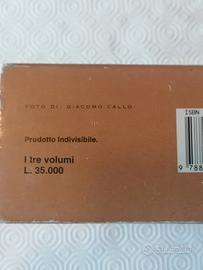 ISBN
FOTO DI: GIACOMO CALLO
Prodotto Indivisibile.
I tre volumi
L. 35.000
9 788